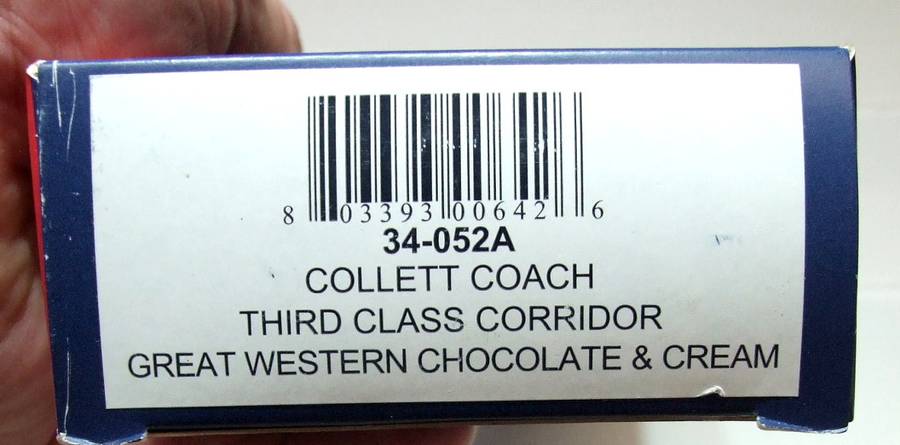 8 03393 00642 6
34-052A
COLLETT COACH
THIRD CLASS CORRIDOR
GREAT WESTERN CHOCOLATE & CREAM